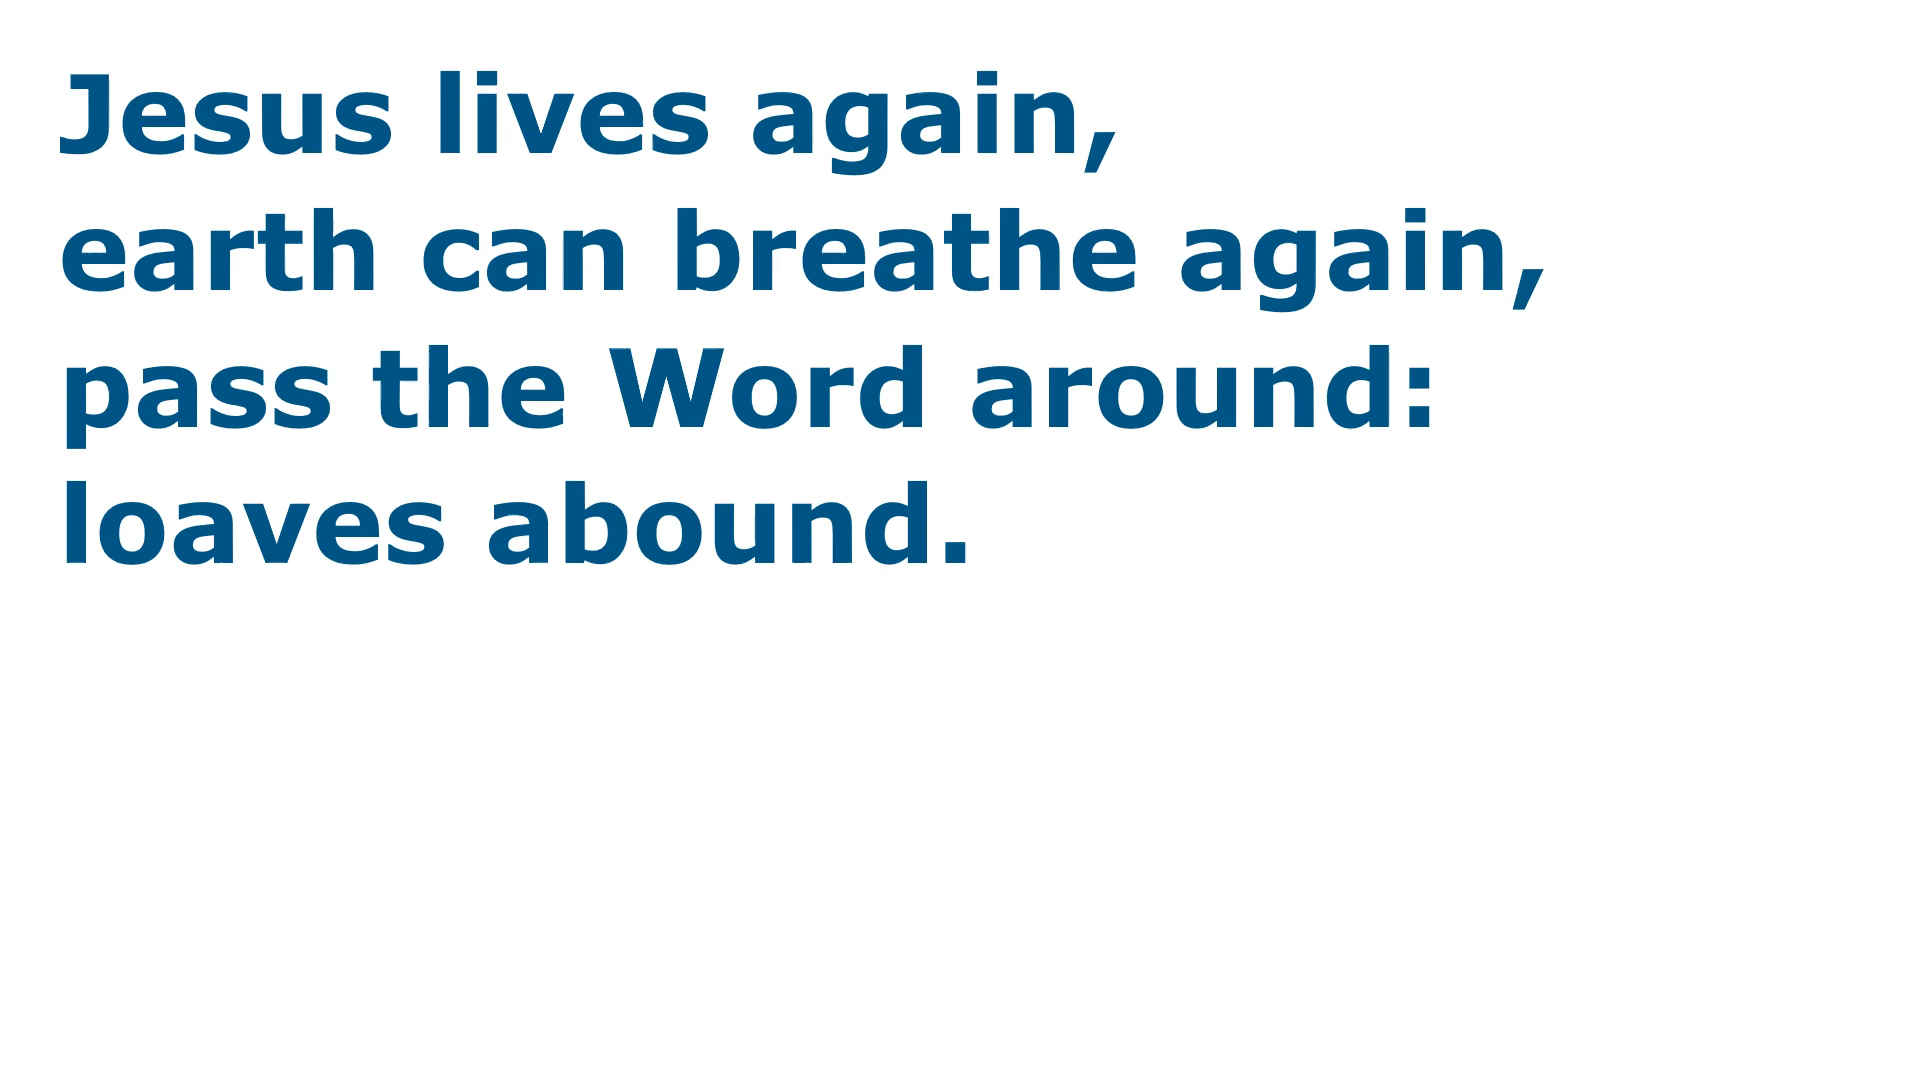 Jesus lives again,
earth can breathe again,
pass the Word around:
loaves abound.